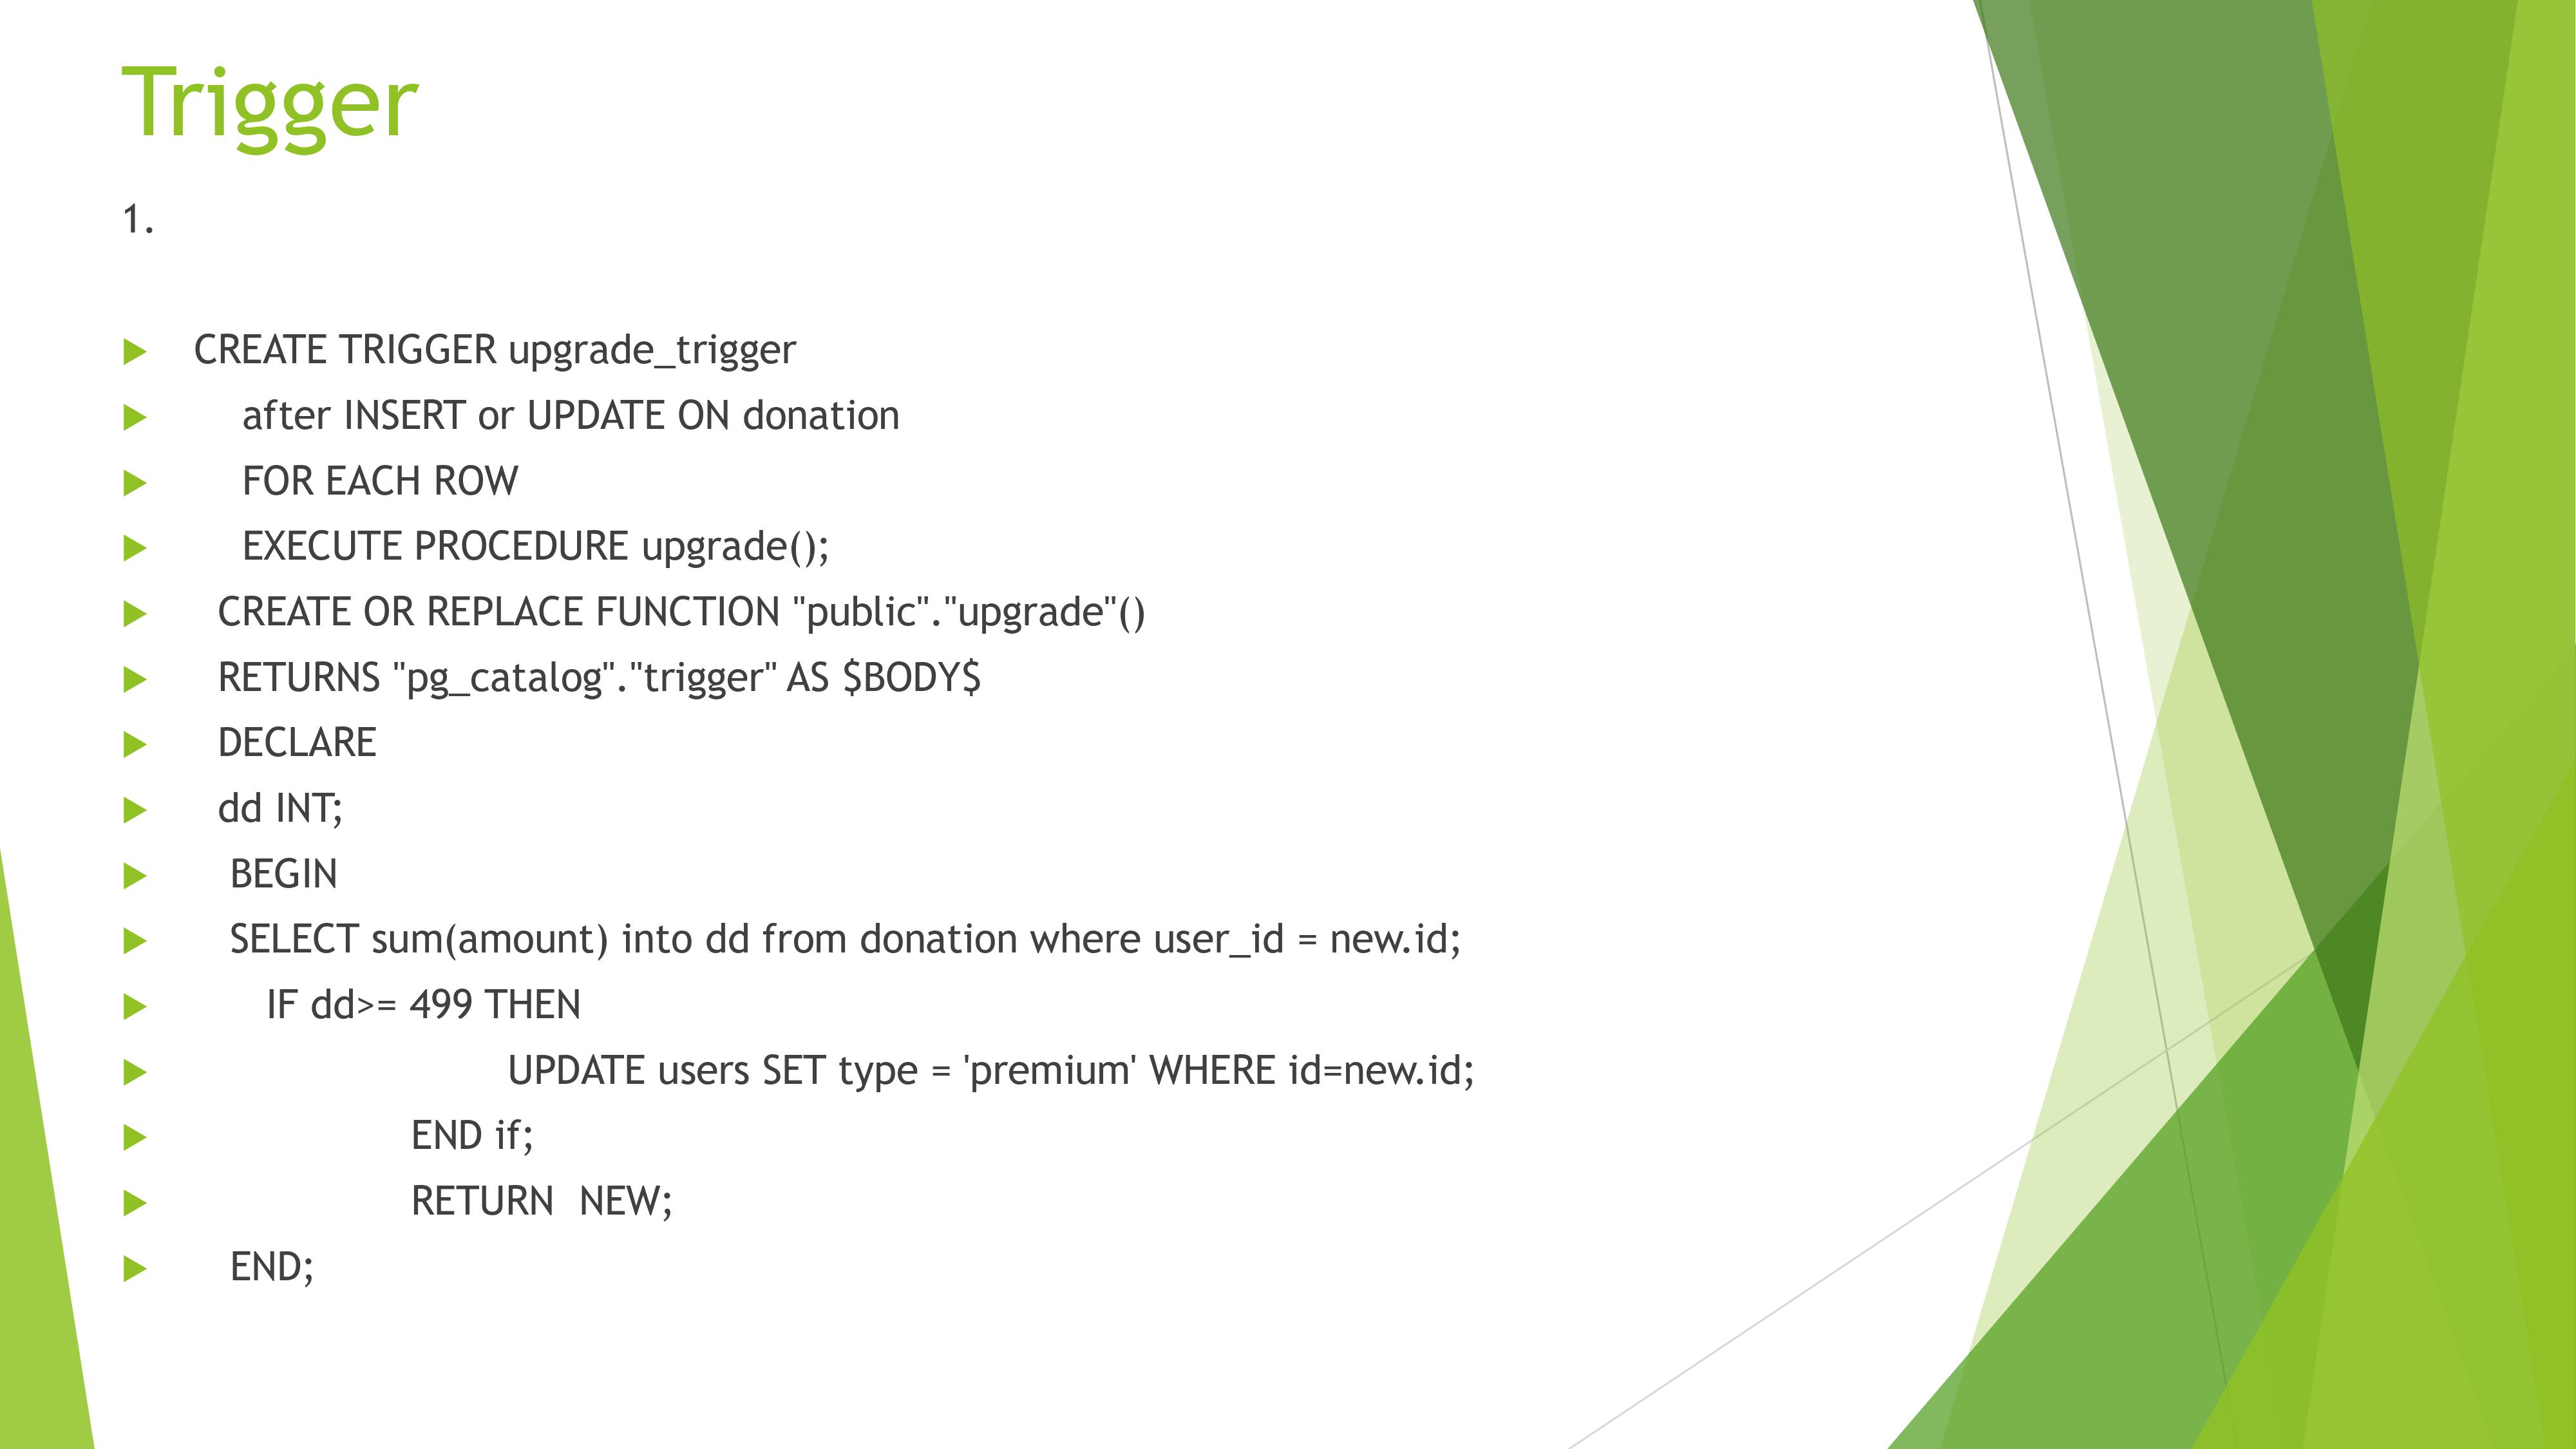 Trigger
1.
CREATE TRIGGER upgrade_trigger
after INSERT or UPDATE ON donation
FOR EACH ROW
EXECUTE PROCEDURE upgrade();
CREATE OR REPLACE FUNCTION "public"."upgrade"()
RETURNS "pg_catalog"."trigger" AS $BODY$
DECLARE
dd INT;
BEGIN
SELECT sum(amount) into dd from donation where user_id = new.id;
IF dd>= 499 THEN
UPDATE users SET type = 'premium' WHERE id=new.id;
END if;
RETURN  NEW;
END;